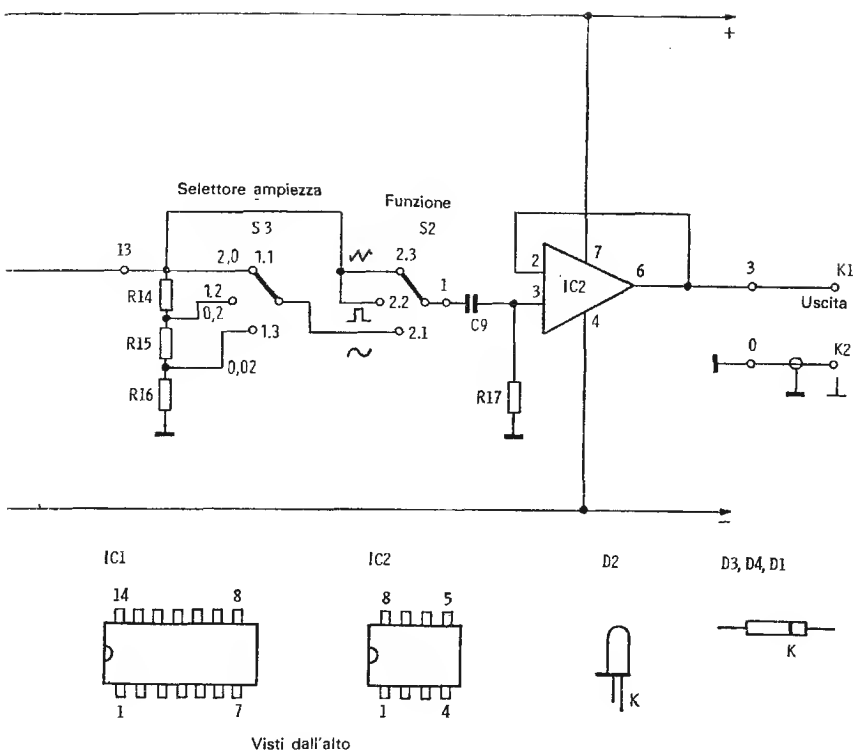 +
Selettore ampiezza
Funzione
S3
S2
I3
2,0
1.1
2.3
7
R14
1.2
0,2
2
IC2
6
3
K1
Uscita
1
3
2.2
C9
4
R15
1.3
2.1
0
K2
0,02
R16
R17
−
IC1
IC2
D2
D3, D4, D1
14
8
8
5
K
K
1
7
1
4
Visti dall'alto